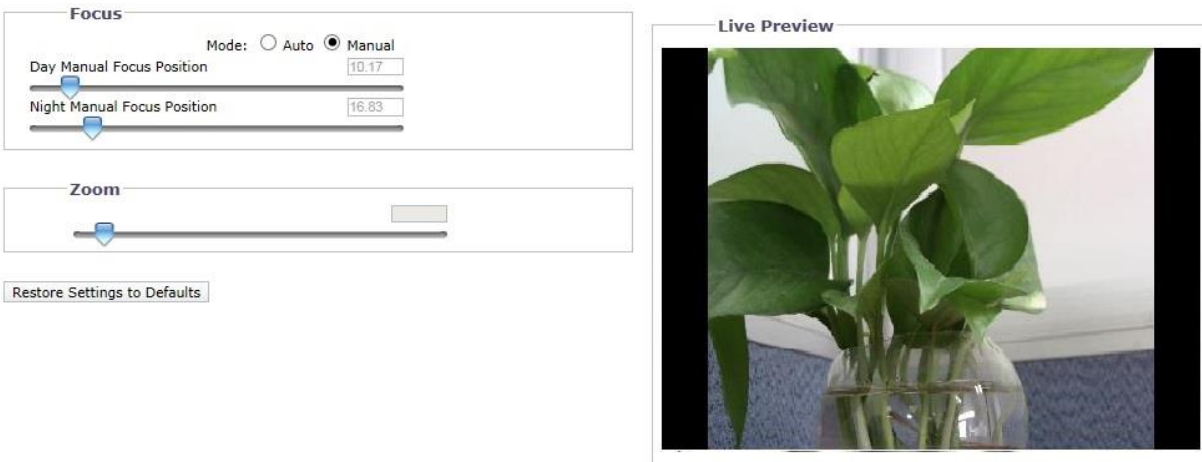 Focus
Mode: Auto Manual
Day Manual Focus Position 10.17
Night Manual Focus Position 16.83
Zoom
Restore Settings to Defaults
Live Preview